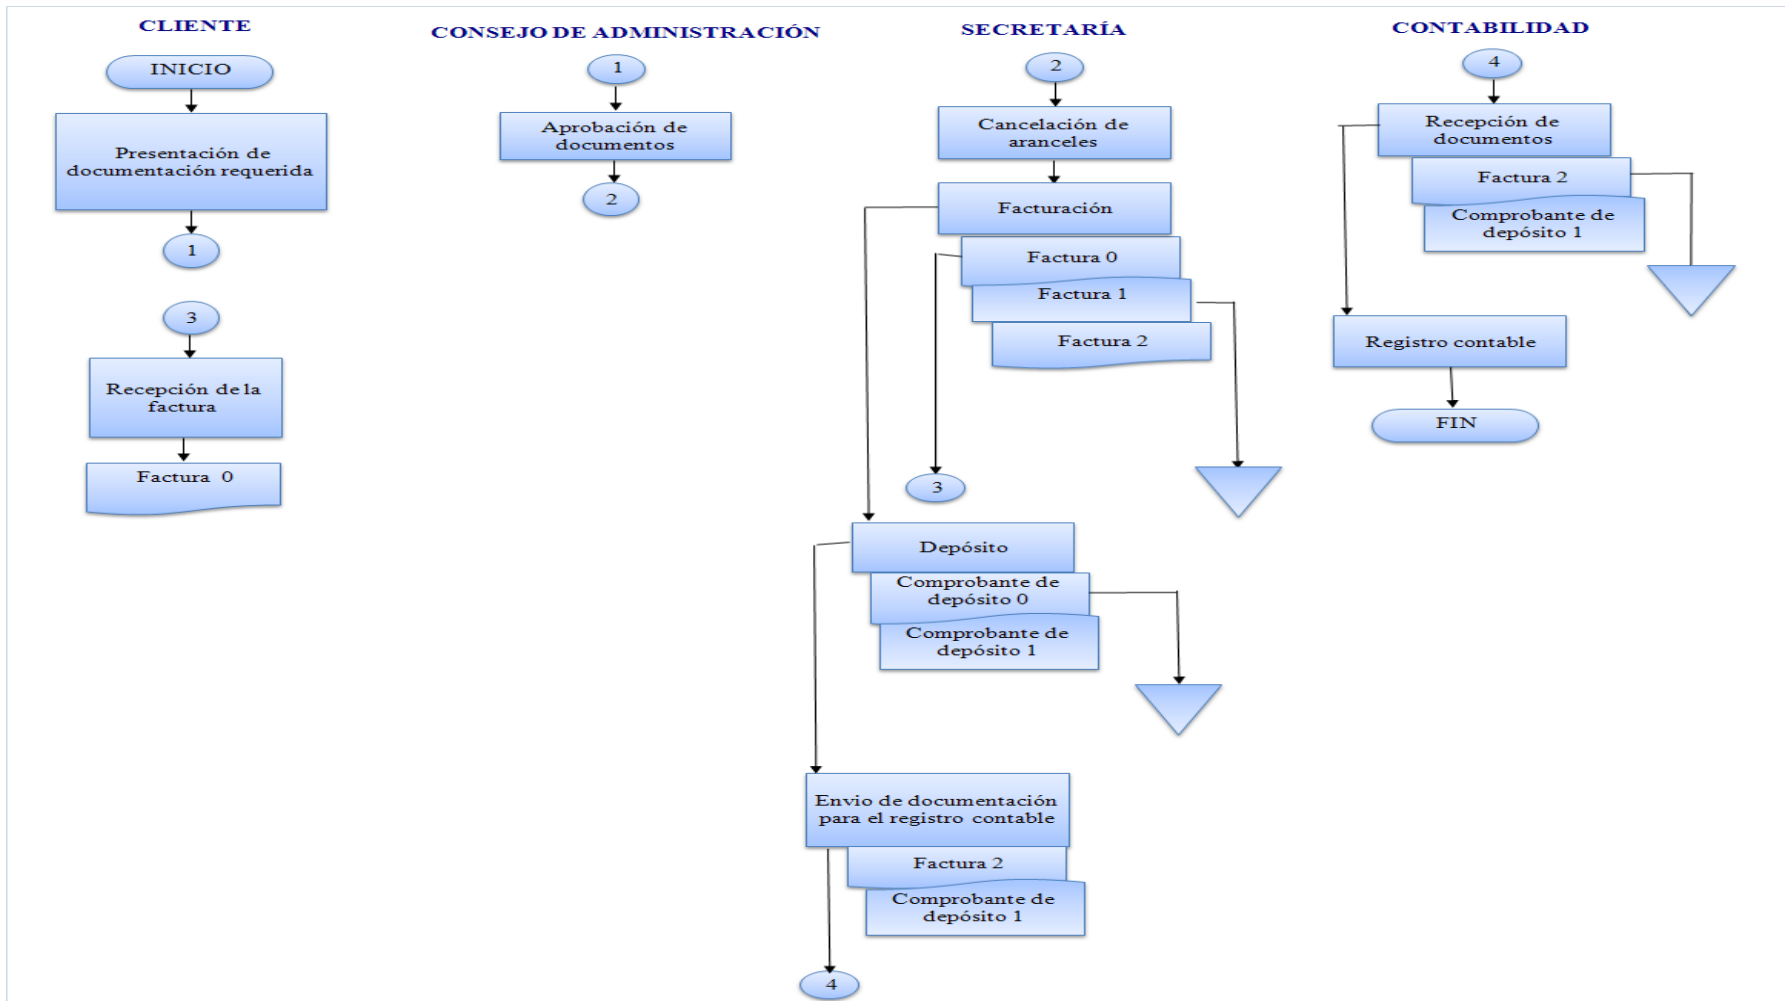 CLIENTE
INICIO
Presentación de
documentación requerida
1
3
Recepción de la
factura
Factura 0
CONSEJO DE ADMINISTRACIÓN
1
Aprobación de
documentos
2
SECRETARÍA
2
Cancelación de
aranceles
Facturación
Factura 0
Factura 1
Factura 2
3
Depósito
Comprobante de
depósito 0
Comprobante de
depósito 1
Envio de documentación
para el registro contable
Factura 2
Comprobante de
depósito 1
4
CONTABILIDAD
4
Recepción de
documentos
Factura 2
Comprobante de
depósito 1
Registro contable
FIN